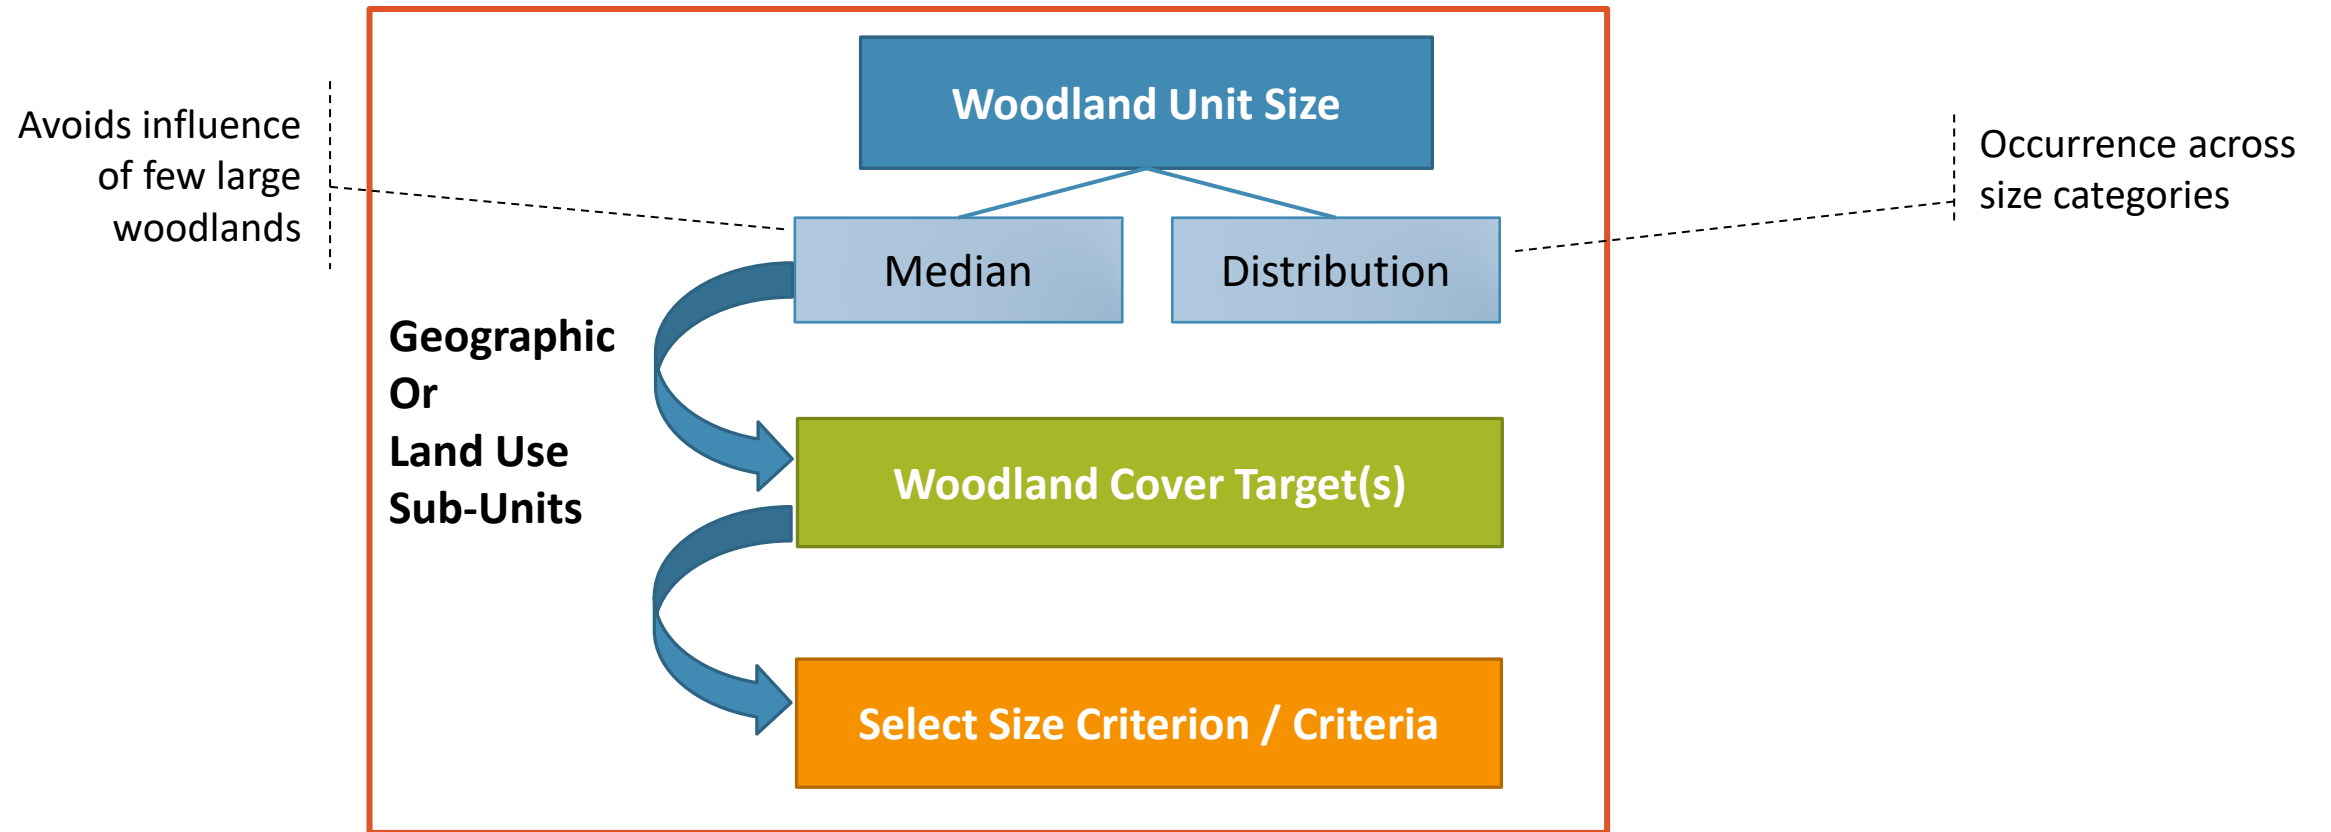 Woodland Unit Size
Avoids influence
of few large
woodlands
Occurrence across
size categories
Median
Distribution
Geographic
Or
Land Use
Sub-Units
Woodland Cover Target(s)
Select Size Criterion / Criteria